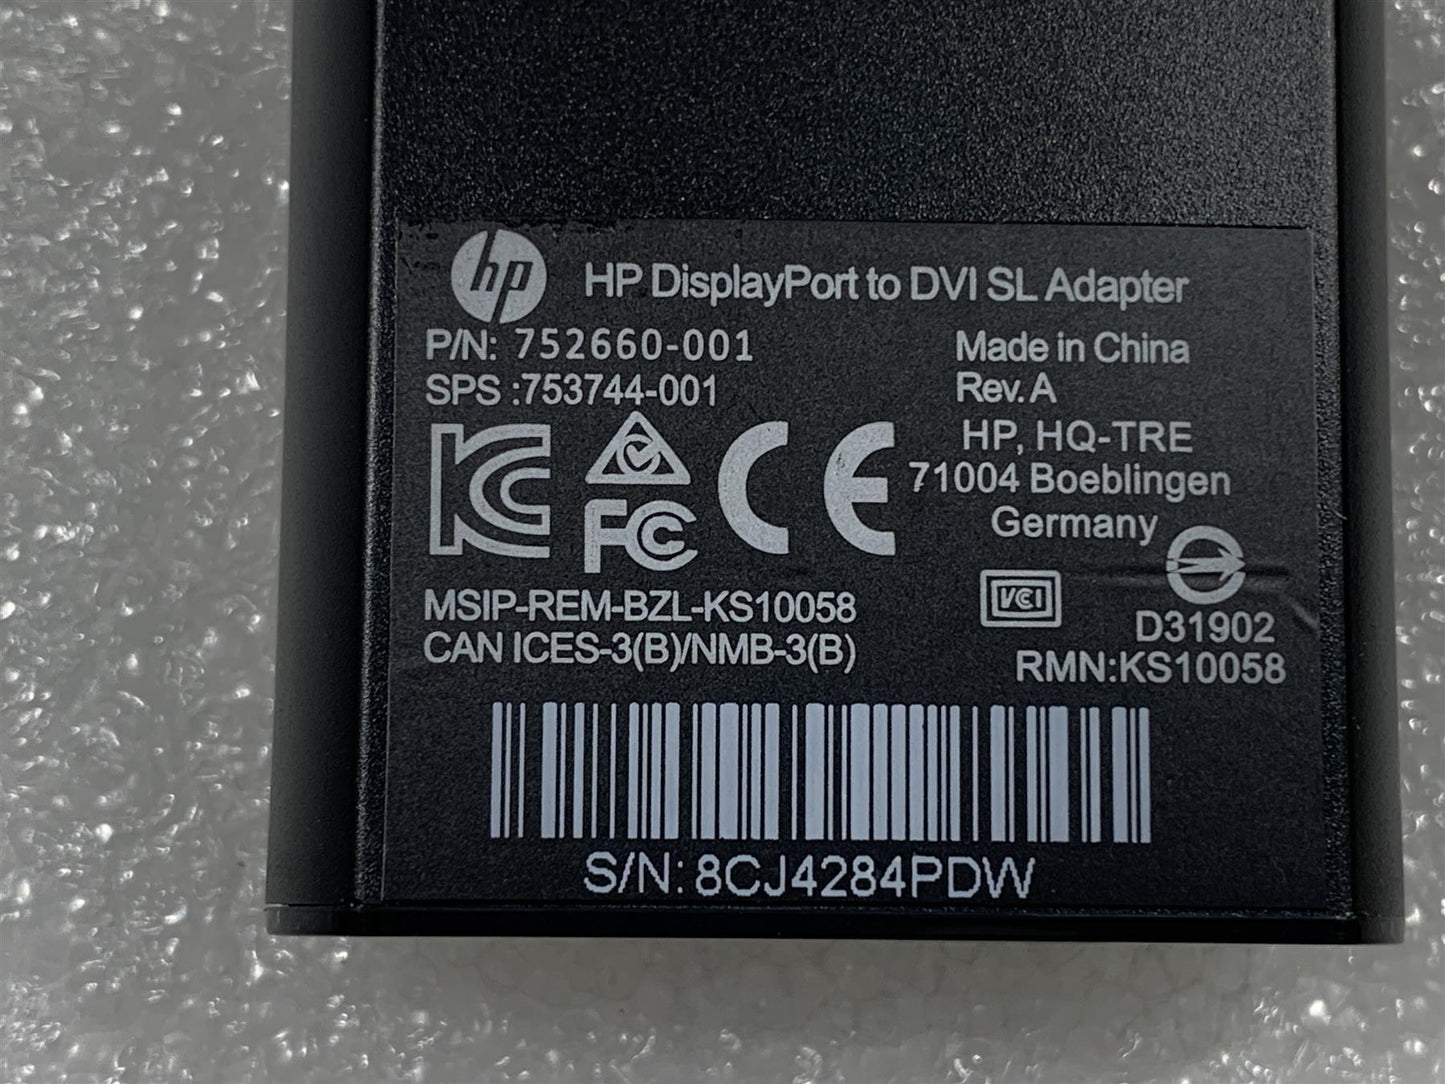 hp HP DisplayPort to DVI SL Adapter
P/N: 752660-001
SPS :753744-001
Made in China
Rev. A
HP, HQ-TRE
71004 Boeblingen
Germany
KC
FC
CE
MSIP-REM-BZL-KS10058
CAN ICES-3(B)/NMB-3(B)
VCI
D31902
RMN:KS10058
S/N: 8CJ4284PDW